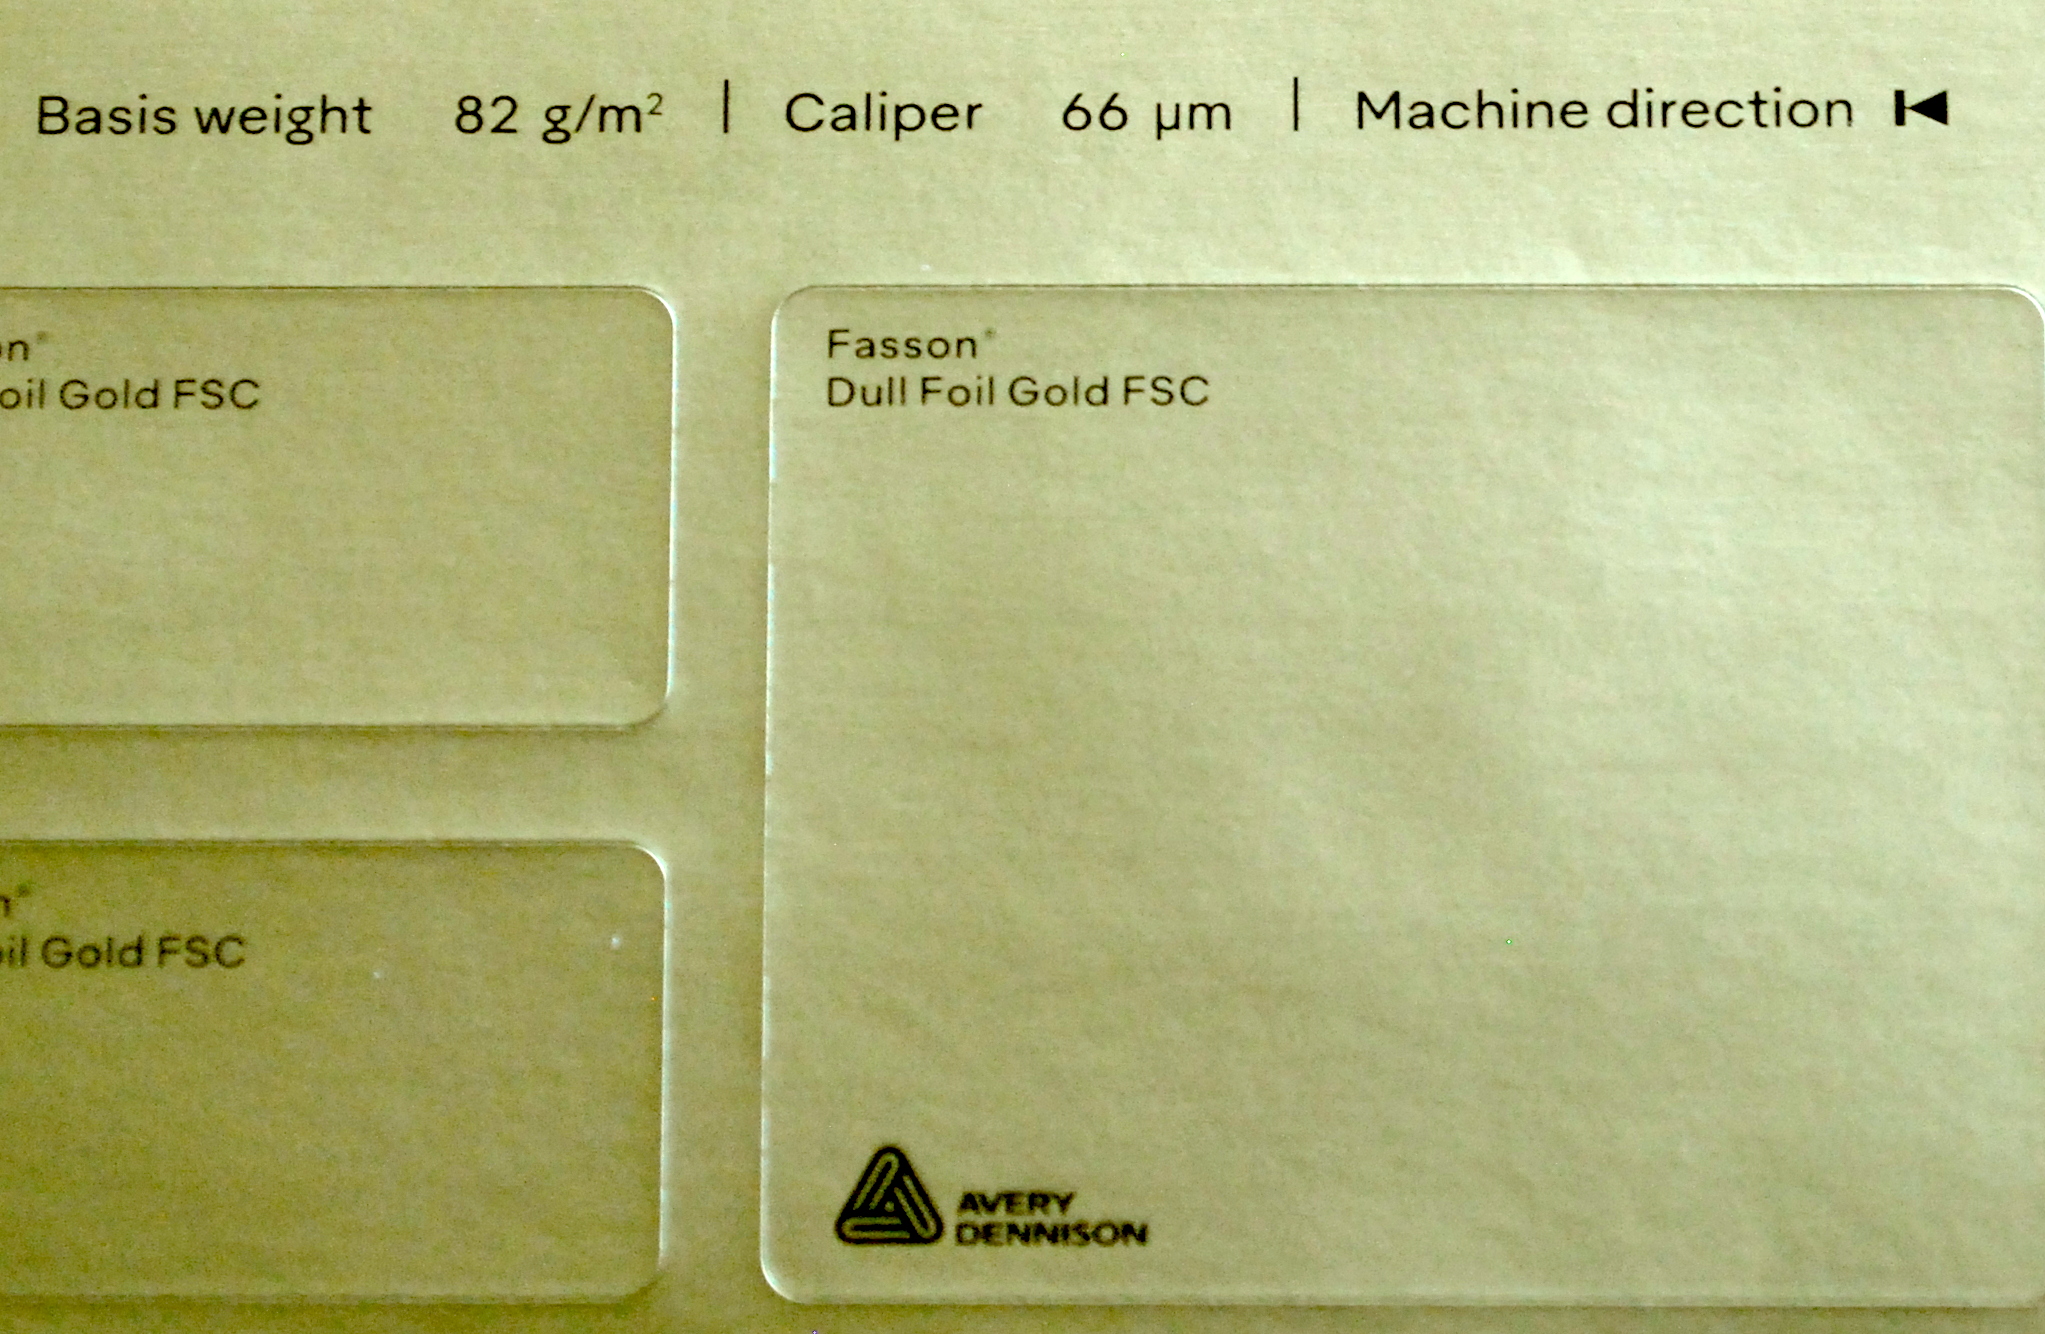 Basis weight 82 g/m² | Caliper 66 µm | Machine direction
on®
oil Gold FSC
Fasson®
Dull Foil Gold FSC
n®
il Gold FSC
AVERY
DENNISON